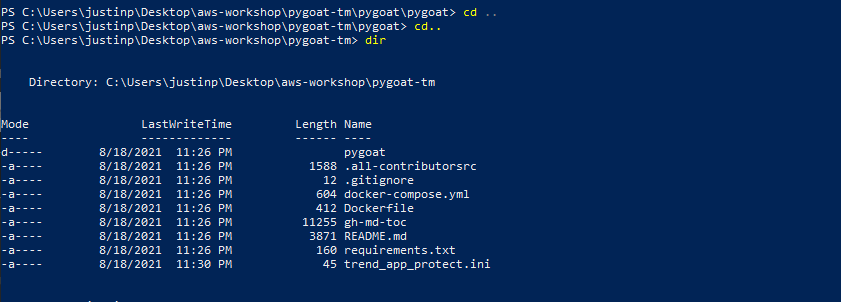 PS C:\Users\justinp\Desktop\aws-workshop\pygoat-tm\pygoat\pygoat> cd ..
PS C:\Users\justinp\Desktop\aws-workshop\pygoat-tm\pygoat> cd..
PS C:\Users\justinp\Desktop\aws-workshop\pygoat-tm> dir
Directory: C:\Users\justinp\Desktop\aws-workshop\pygoat-tm
Mode LastWriteTime Length Name
---- ------------- ------ ----
d----- 8/18/2021 11:26 PM pygoat
-a---- 8/18/2021 11:26 PM 1588 .all-contributorsrc
-a---- 8/18/2021 11:26 PM 12 .gitignore
-a---- 8/18/2021 11:26 PM 604 docker-compose.yml
-a---- 8/18/2021 11:26 PM 412 Dockerfile
-a---- 8/18/2021 11:26 PM 11255 gh-md-toc
-a---- 8/18/2021 11:26 PM 3871 README.md
-a---- 8/18/2021 11:26 PM 160 requirements.txt
-a---- 8/18/2021 11:30 PM 45 trend_app_protect.ini